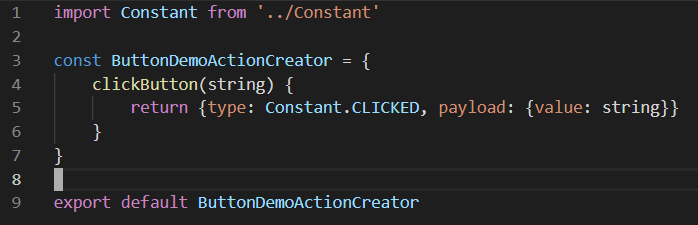 1 import Constant from '../Constant'
2
3 const ButtonDemoActionCreator = {
4     clickButton(string) {
5         return {type: Constant.CLICKED, payload: {value: string}}
6     }
7 }
8
9 export default ButtonDemoActionCreator